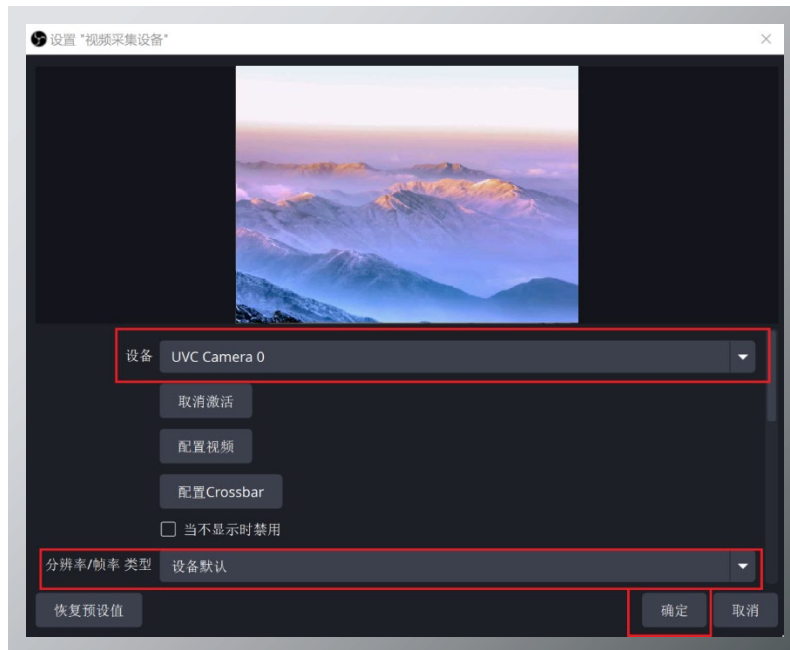 设置 "视频采集设备"
设备 UVC Camera 0
取消激活
配置视频
配置Crossbar
当不显示时禁用
分辨率/帧率 类型 设备默认
恢复预设值 确定 取消